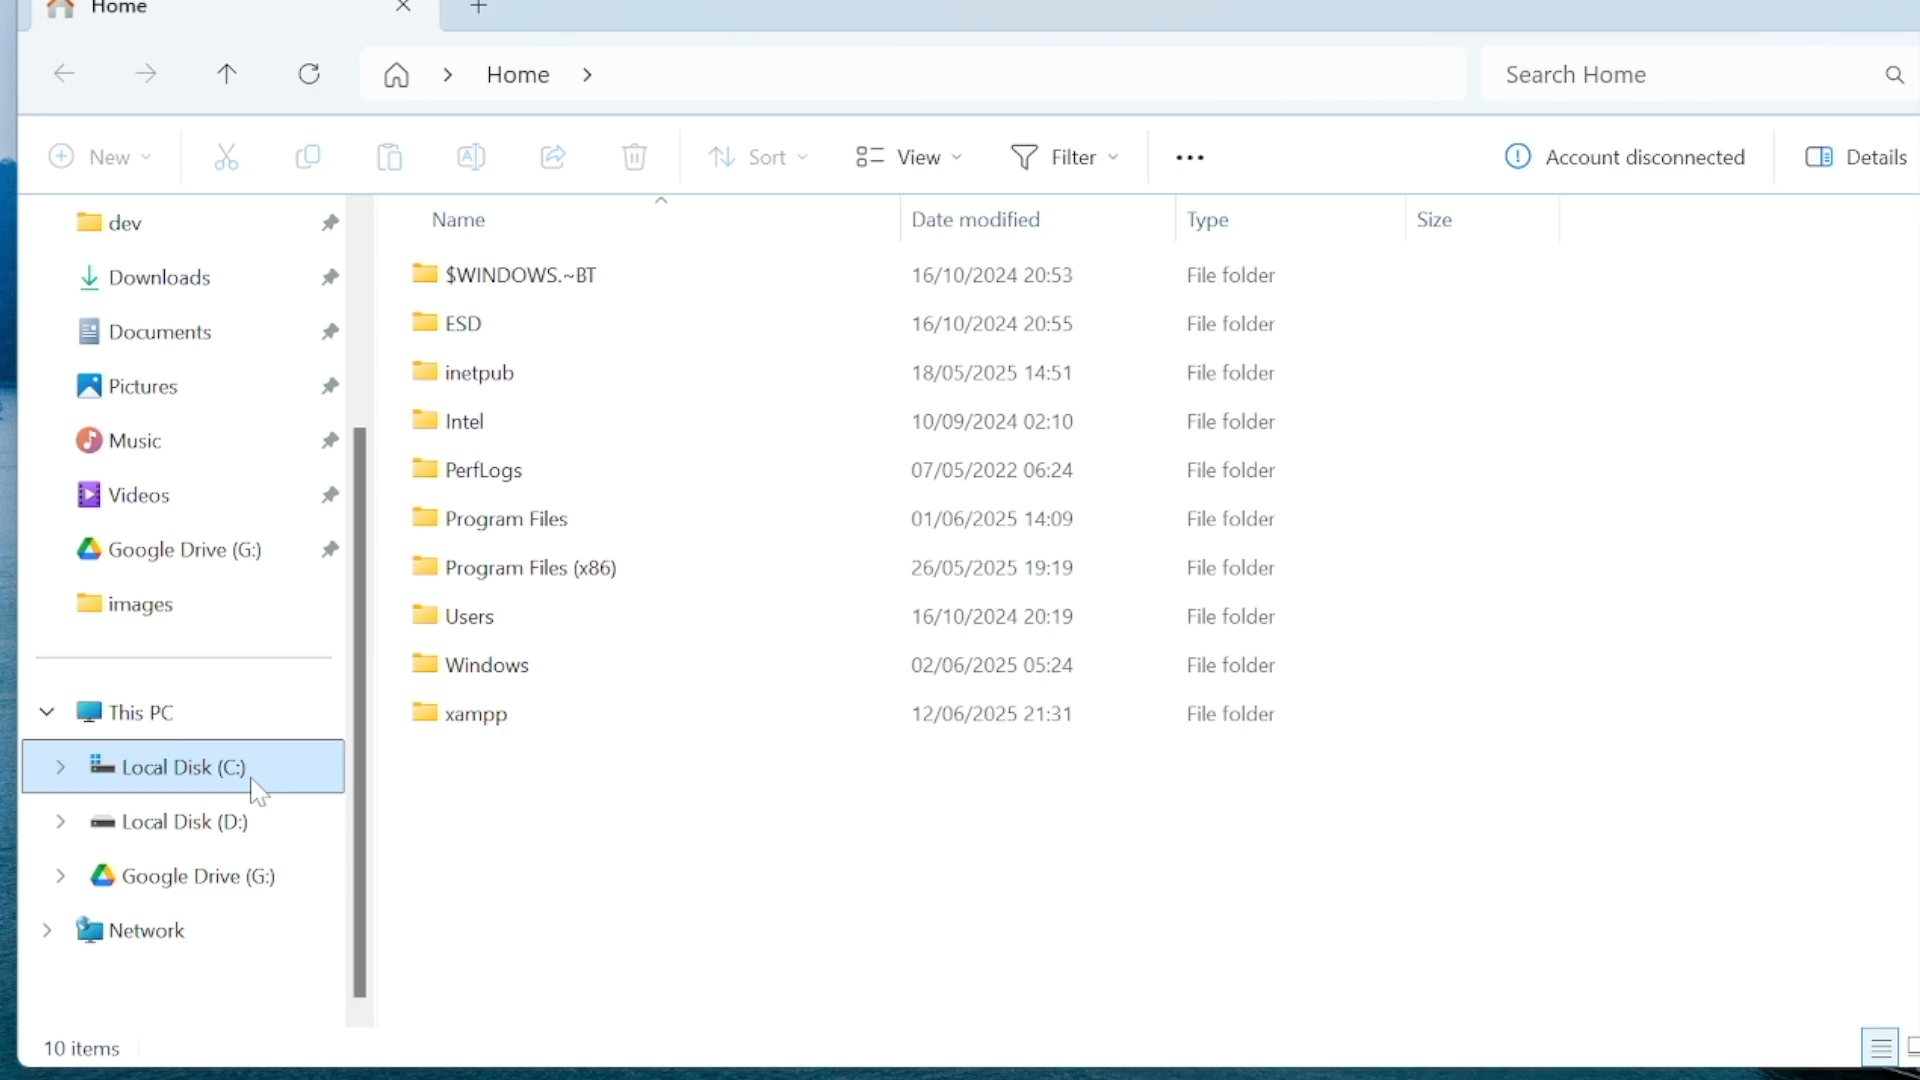 Home
Home
Search Home
New
Sort
View
Filter
Account disconnected
Details
dev
Downloads
Documents
Pictures
Music
Videos
Google Drive (G:)
images
This PC
Local Disk (C:)
Local Disk (D:)
Google Drive (G:)
Network
Name Date modified Type Size
$WINDOWS.~BT 16/10/2024 20:53 File folder
ESD 16/10/2024 20:55 File folder
inetpub 18/05/2025 14:51 File folder
Intel 10/09/2024 02:10 File folder
PerfLogs 07/05/2022 06:24 File folder
Program Files 01/06/2025 14:09 File folder
Program Files (x86) 26/05/2025 19:19 File folder
Users 16/10/2024 20:19 File folder
Windows 02/06/2025 05:24 File folder
xampp 12/06/2025 21:31 File folder
10 items